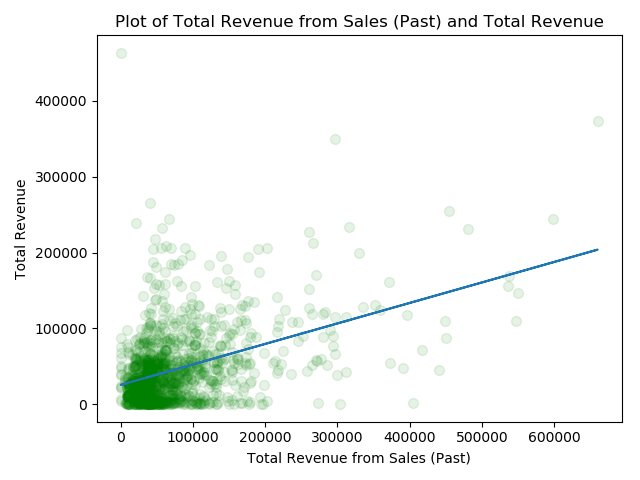 Plot of Total Revenue from Sales (Past) and Total Revenue
400000
300000
200000
100000
0
Total Revenue
0 100000 200000 300000 400000 500000 600000
Total Revenue from Sales (Past)